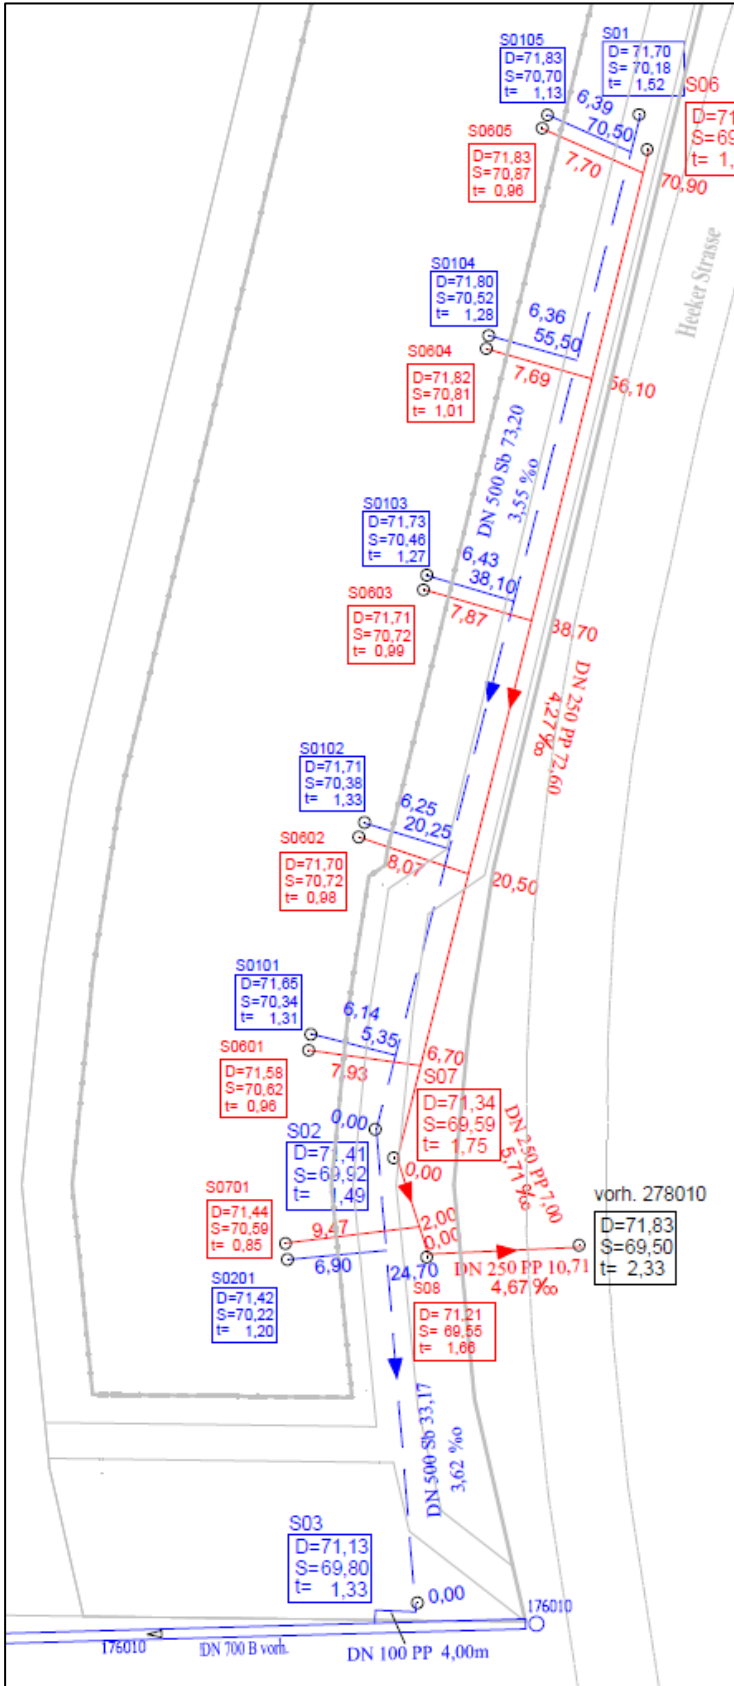 S0105
D=71,83
S=70,70
t= 1,13
S01
D= 71,70
S= 70,18
t= 1,52
S06
D=71
S=69
t= 1,
6,39
70,50
S0605
D=71,83
S=70,87
t= 0,96
7,70
70,90
Heeker Strasse
S0104
D=71,80
S=70,52
t= 1,28
6,36
55,50
S0604
D=71,82
S=70,81
t= 1,01
7,69
56,10
DN 500 Sb 73,20
3,55 ‰
S0103
D=71,73
S=70,46
t= 1,27
6,43
38,10
S0603
D=71,71
S=70,72
t= 0,99
7,87
38,70
DN 250 PP 72,60
4,27‰
S0102
D=71,71
S=70,38
t= 1,33
6,25
20,25
S0602
D=71,70
S=70,72
t= 0,98
8,07
20,50
S0101
D=71,65
S=70,34
t= 1,31
6,14
5,35
S0601
D=71,58
S=70,62
t= 0,96
7,93
6,70
S07
D=71,34
S=69,59
t= 1,75
0,00
S02
D=71,41
S=69,92
t= 1,49
0,00
DN 250 PP 7,00
5,71 ‰
S0701
D=71,44
S=70,59
t= 0,85
9,47
2,00
0,00
vorh. 278010
D=71,83
S=69,50
t= 2,33
S0201
D=71,42
S=70,22
t= 1,20
6,90
24,70
DN 250 PP 10,71
4,67 ‰
S08
D= 71,21
S= 69,55
t= 1,66
DN 500 Sb 33,17
3,62 ‰
S03
D=71,13
S=69,80
t= 1,33
0,00
176010
176010
DN 700 B vorh.
DN 100 PP 4,00m